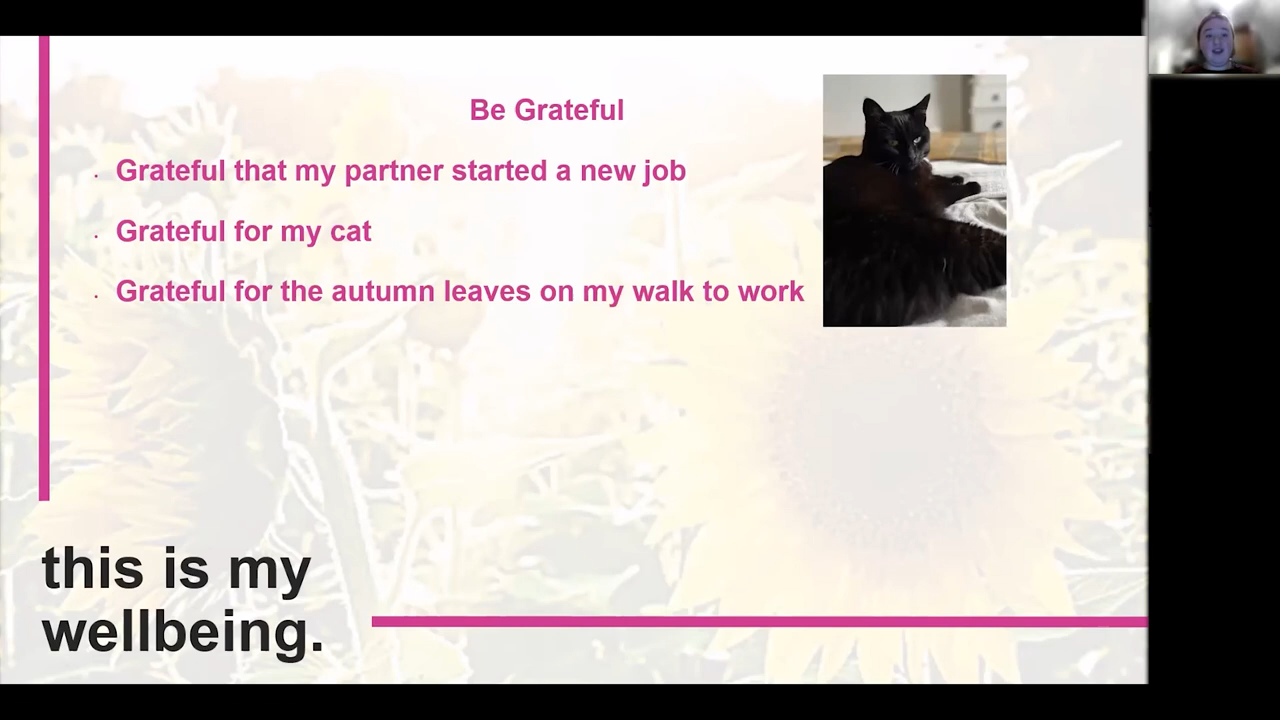 Be Grateful
Grateful that my partner started a new job
Grateful for my cat
Grateful for the autumn leaves on my walk to work
this is my
wellbeing.